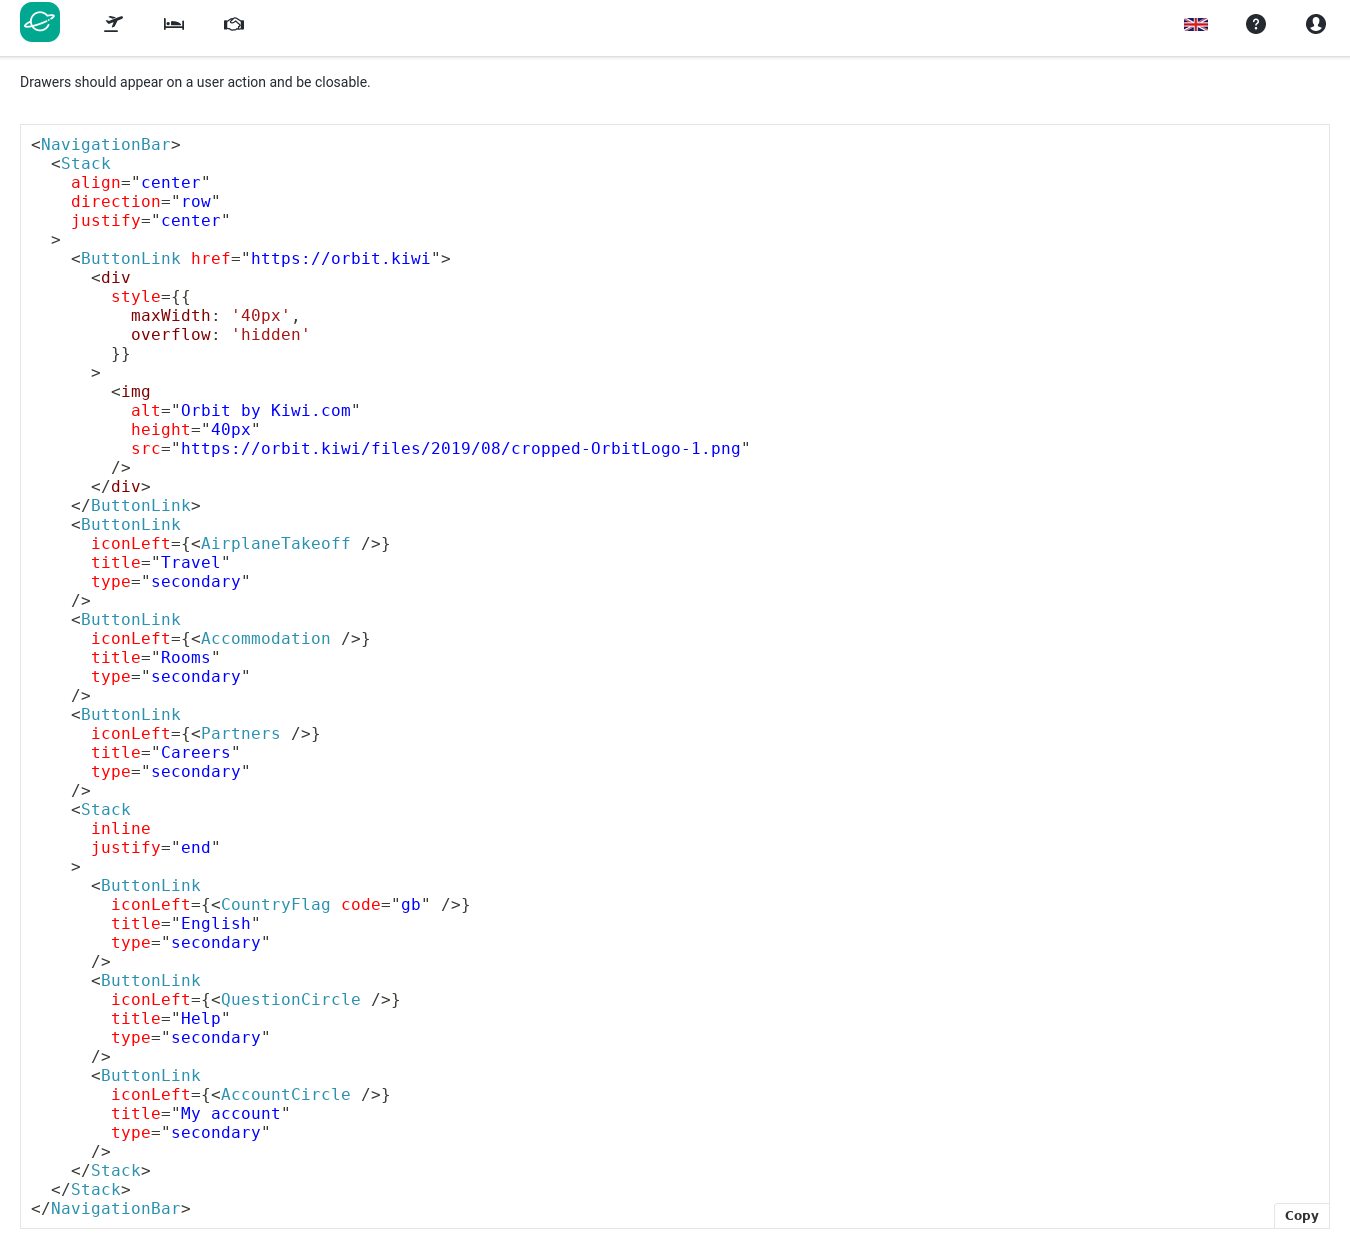 Drawers should appear on a user action and be closable.
<NavigationBar>
  <Stack
    align="center"
    direction="row"
    justify="center"
  >
    <ButtonLink href="https://orbit.kiwi">
      <div
        style={{
          maxWidth: '40px',
          overflow: 'hidden'
        }}
      >
        <img
          alt="Orbit by Kiwi.com"
          height="40px"
          src="https://orbit.kiwi/files/2019/08/cropped-OrbitLogo-1.png"
        />
      </div>
    </ButtonLink>
    <ButtonLink
      iconLeft={<AirplaneTakeoff />}
      title="Travel"
      type="secondary"
    />
    <ButtonLink
      iconLeft={<Accommodation />}
      title="Rooms"
      type="secondary"
    />
    <ButtonLink
      iconLeft={<Partners />}
      title="Careers"
      type="secondary"
    />
    <Stack
      inline
      justify="end"
    >
      <ButtonLink
        iconLeft={<CountryFlag code="gb" />}
        title="English"
        type="secondary"
      />
      <ButtonLink
        iconLeft={<QuestionCircle />}
        title="Help"
        type="secondary"
      />
      <ButtonLink
        iconLeft={<AccountCircle />}
        title="My account"
        type="secondary"
      />
    </Stack>
  </Stack>
</NavigationBar>
Copy